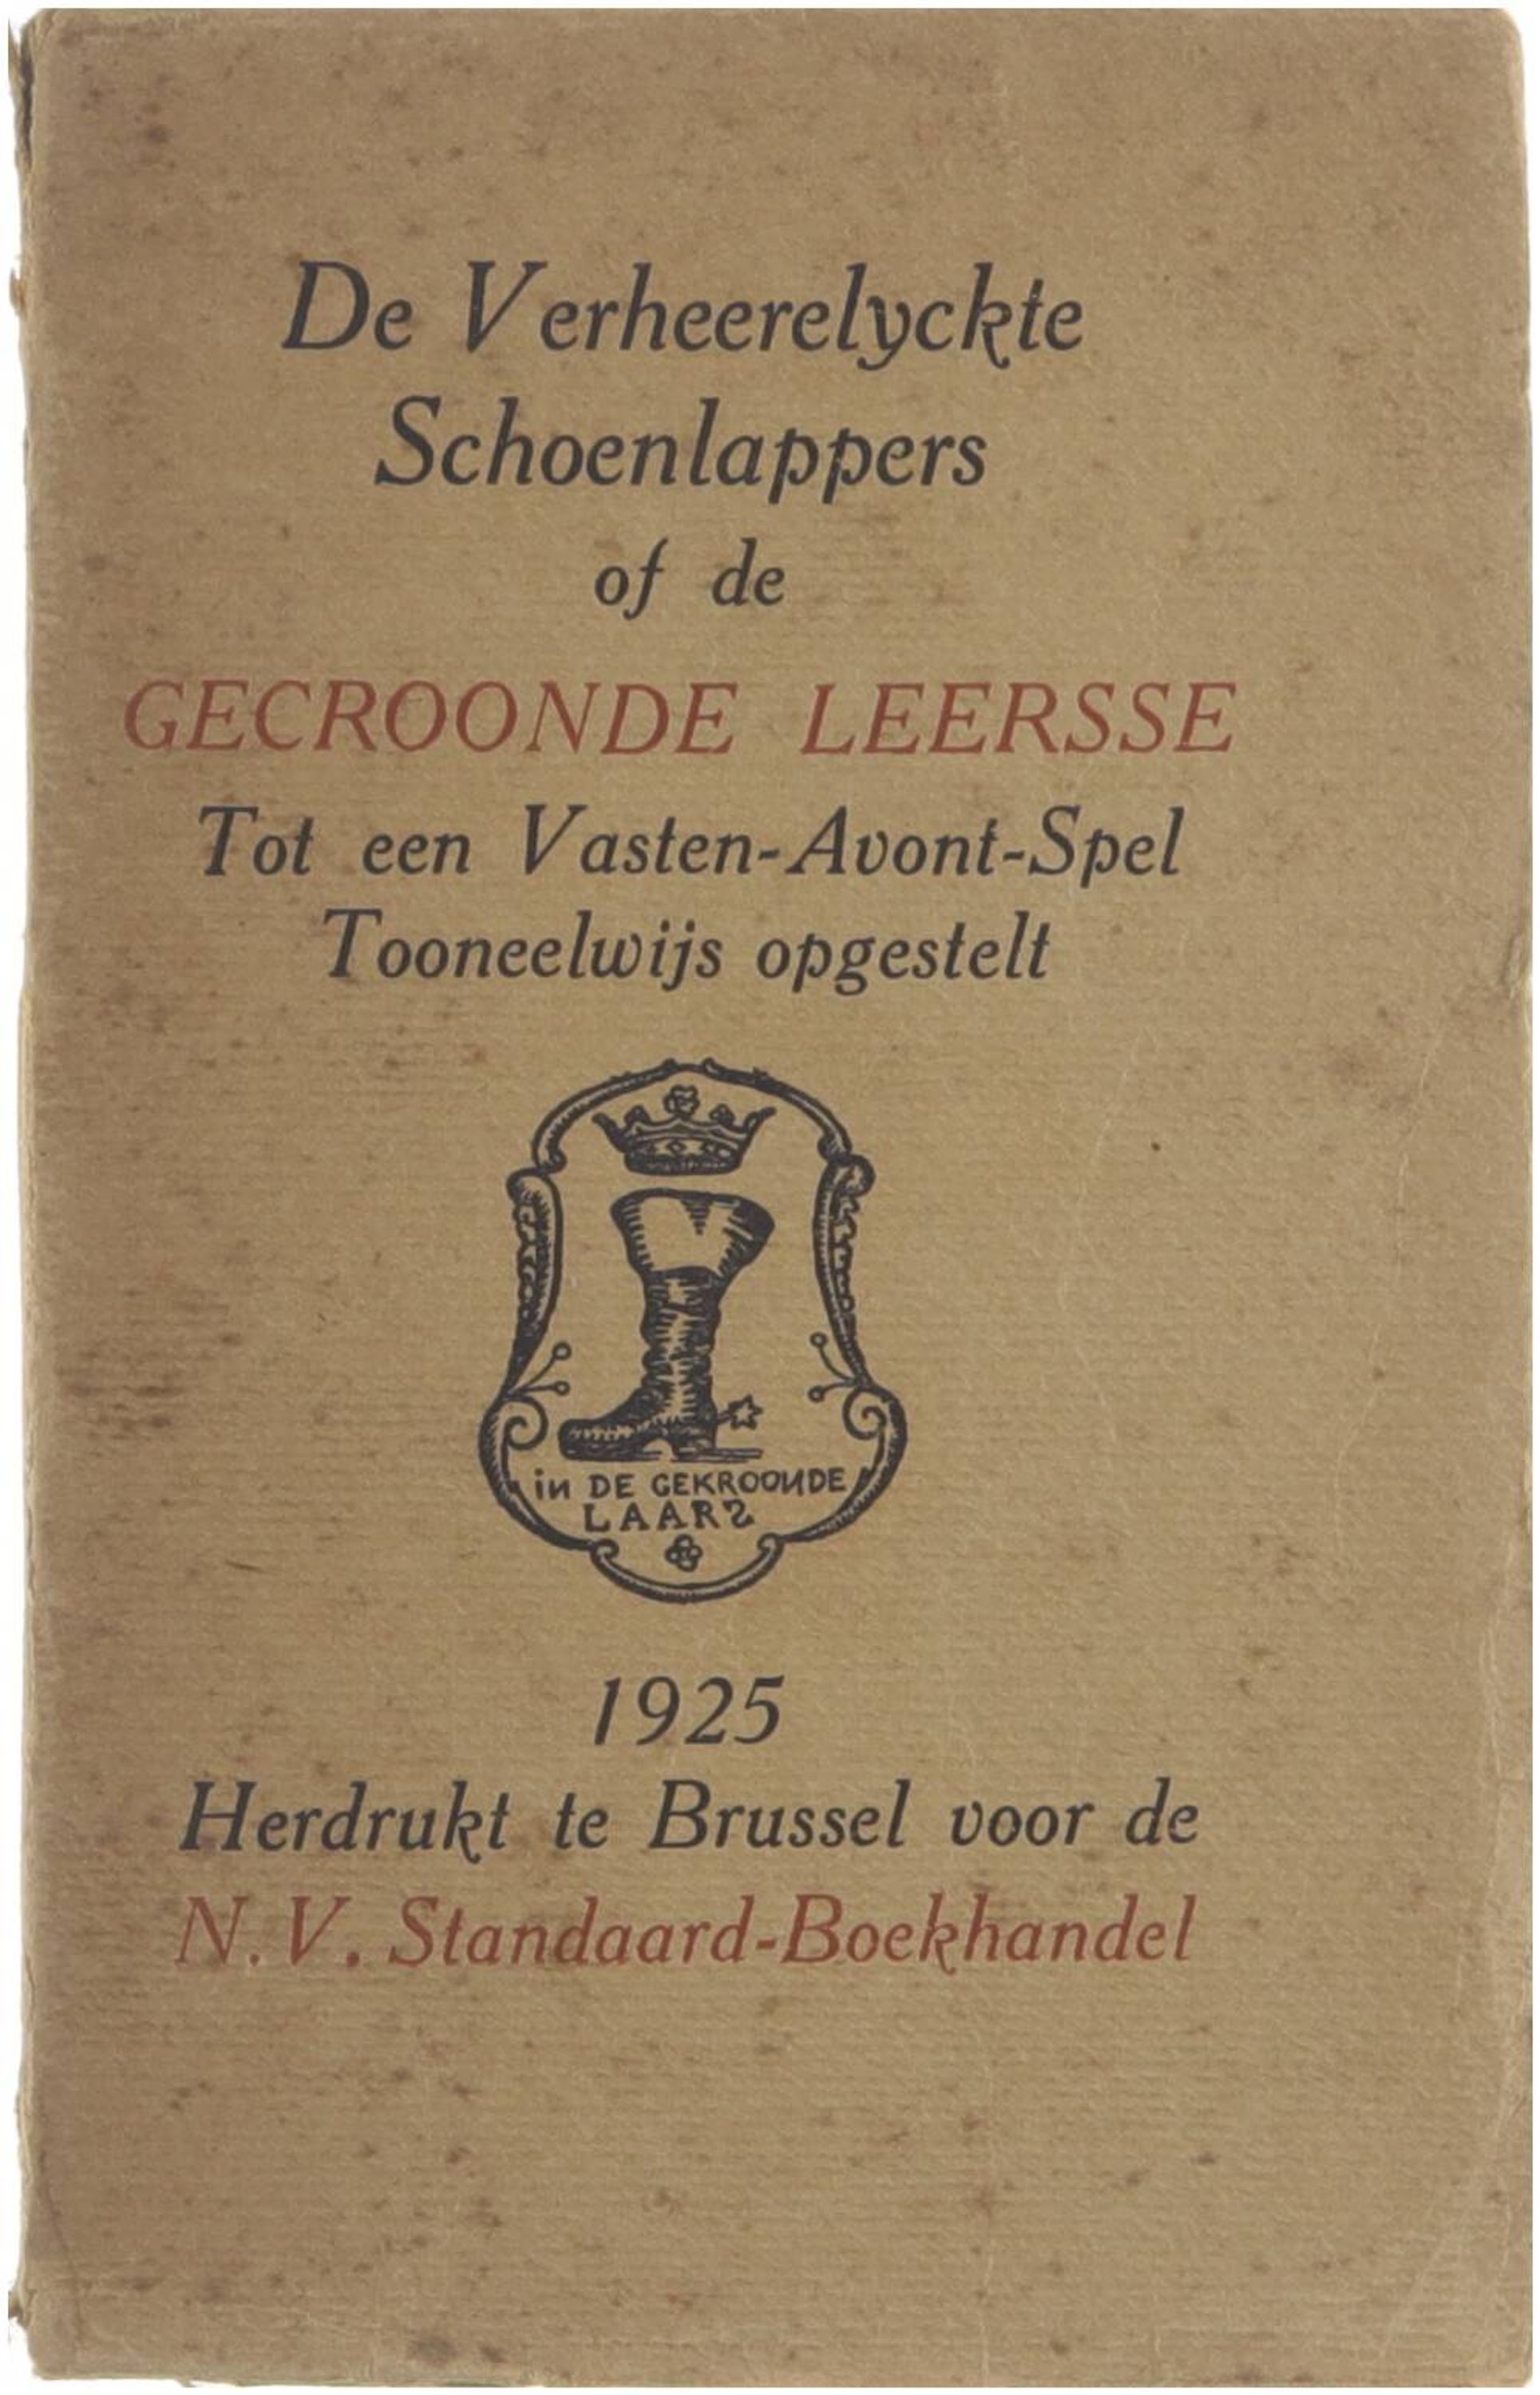 De Verheerelyckte
Schoenlappers
of de
GECROONDE LEERSSE
Tot een Vasten-Avont-Spel
Tooneelwijs opgestelt
in DE GEKROONDE
LAARS
1925
Herdrukt te Brussel voor de
N.V. Standaard-Boekhandel